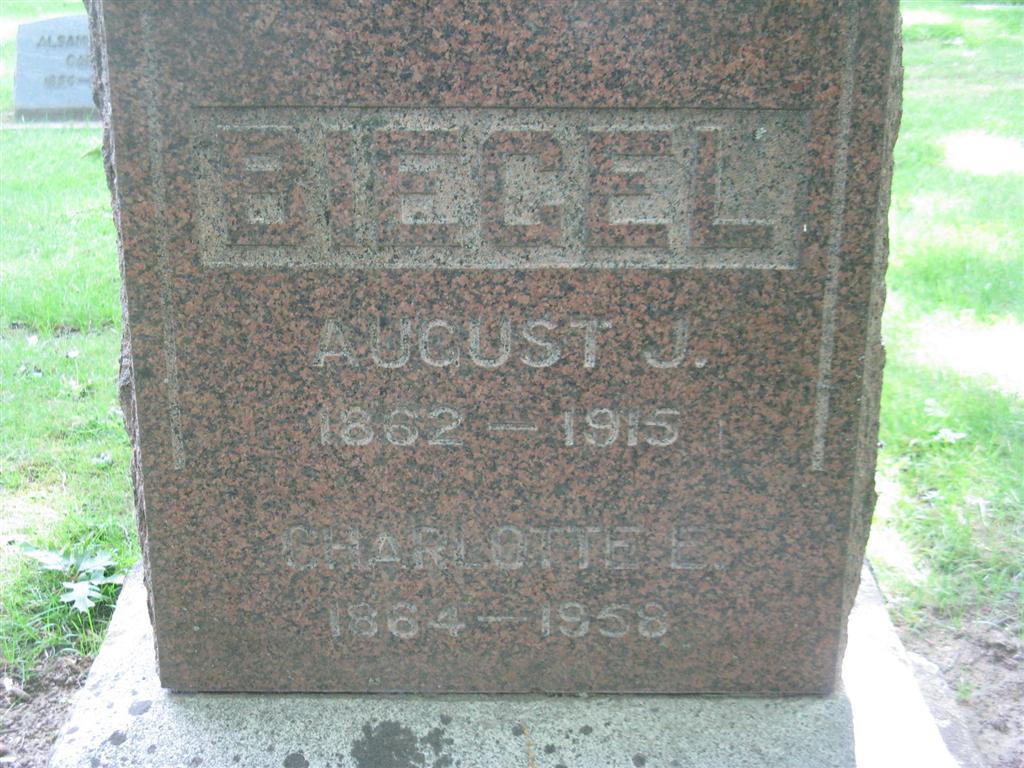 BIEGEL
AUGUST J.
1862 — 1915
CHARLOTTE E.
1864 — 1958